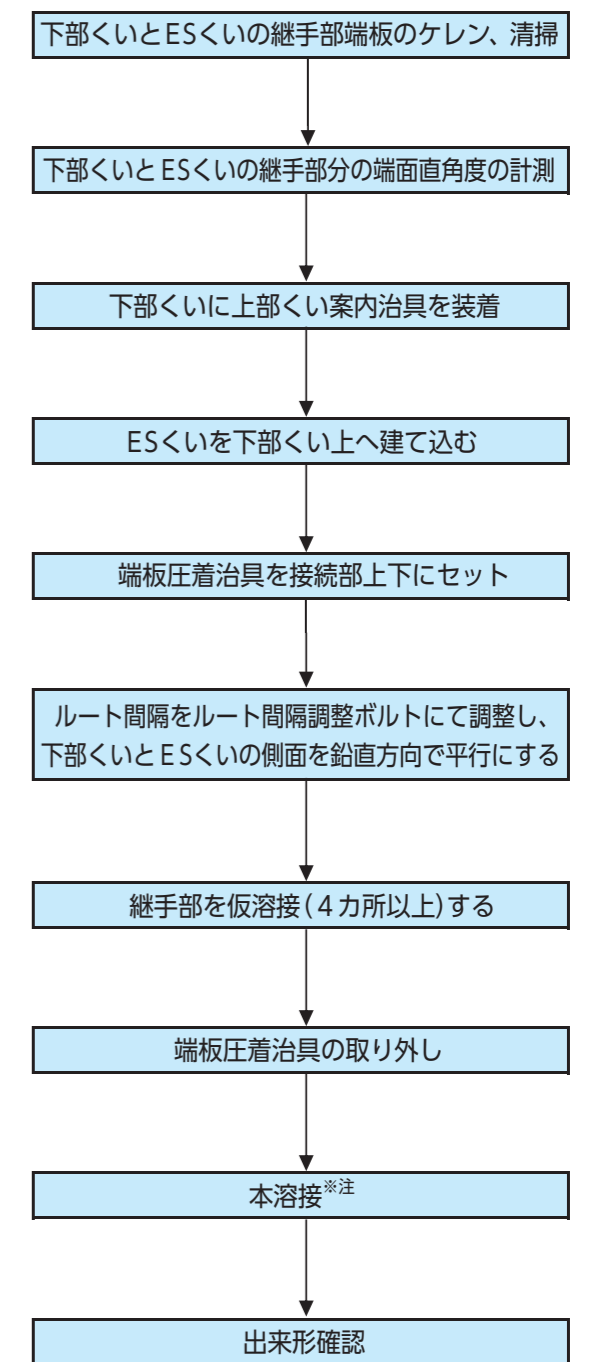 下部くいとESくいの継手部端板のケレン、清掃
下部くいとESくいの継手部分の端面直角度の計測
下部くいに上部くい案内治具を装着
ESくいを下部くい上へ建て込む
端板圧着治具を接続部上下にセット
ルート間隔をルート間隔調整ボルトにて調整し、
下部くいとESくいの側面を鉛直方向で平行にする
継手部を仮溶接(4カ所以上)する
端板圧着治具の取り外し
本溶接※注
出来形確認